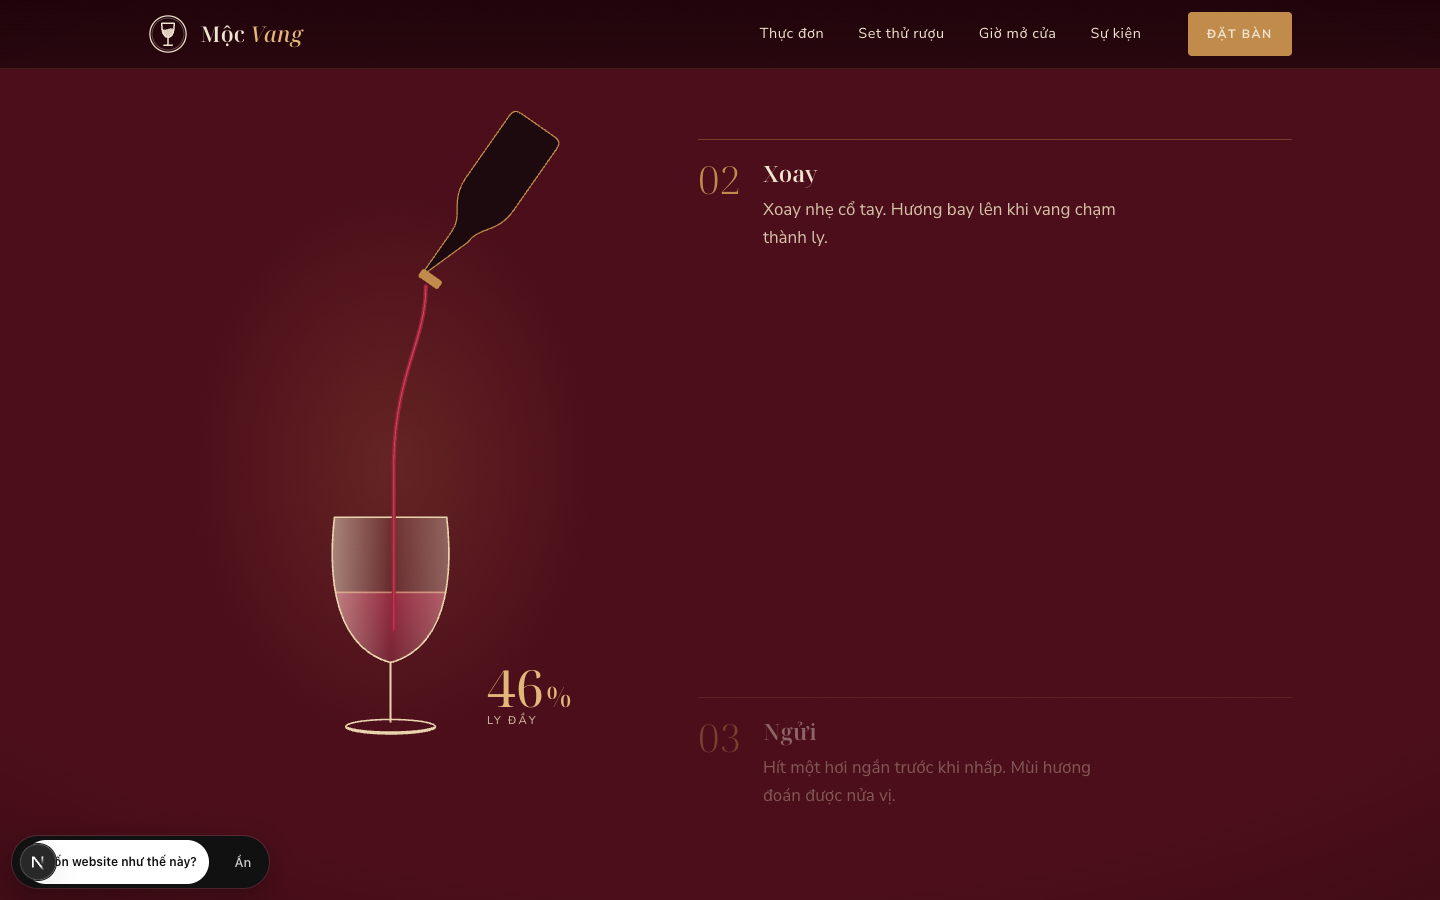 Mộc Vang
Thực đơn
Set thử rượu
Giờ mở cửa
Sự kiện
ĐẶT BÀN
02
Xoay
Xoay nhẹ cổ tay. Hương bay lên khi vang chạm
thành ly.
46%
LY ĐẦY
03
Ngửi
Hít một hơi ngắn trước khi nhấp. Mùi hương
đoán được nửa vị.
N
website như thế này?
Ẩn